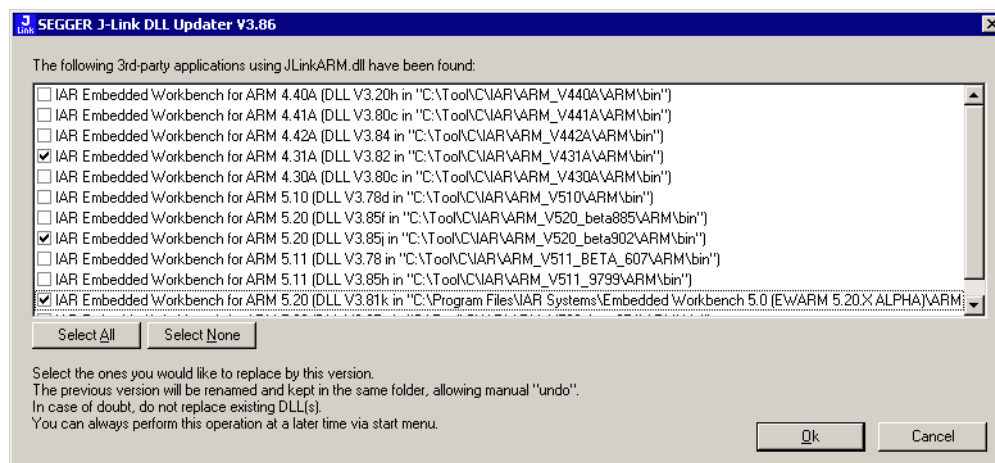 J
Link
SEGGER J-Link DLL Updater V3.86
The following 3rd-party applications using JLinkARM.dll have been found:
IAR Embedded Workbench for ARM 4.40A (DLL V3.20h in "C:\Tool\C\IAR\ARM_V440A\ARM\bin")
IAR Embedded Workbench for ARM 4.41A (DLL V3.80c in "C:\Tool\C\IAR\ARM_V441A\ARM\bin")
IAR Embedded Workbench for ARM 4.42A (DLL V3.84 in "C:\Tool\C\IAR\ARM_V442A\ARM\bin")
IAR Embedded Workbench for ARM 4.31A (DLL V3.82 in "C:\Tool\C\IAR\ARM_V431A\ARM\bin")
IAR Embedded Workbench for ARM 4.30A (DLL V3.80c in "C:\Tool\C\IAR\ARM_V430A\ARM\bin")
IAR Embedded Workbench for ARM 5.10 (DLL V3.78d in "C:\Tool\C\IAR\ARM_V510\ARM\bin")
IAR Embedded Workbench for ARM 5.20 (DLL V3.85f in "C:\Tool\C\IAR\ARM_V520_beta885\ARM\bin")
IAR Embedded Workbench for ARM 5.20 (DLL V3.85j in "C:\Tool\C\IAR\ARM_V520_beta902\ARM\bin")
IAR Embedded Workbench for ARM 5.11 (DLL V3.78 in "C:\Tool\C\IAR\ARM_V511_BETA_607\ARM\bin")
IAR Embedded Workbench for ARM 5.11 (DLL V3.85h in "C:\Tool\C\IAR\ARM_V511_9799\ARM\bin")
IAR Embedded Workbench for ARM 5.20 (DLL V3.81k in "C:\Program Files\IAR Systems\Embedded Workbench 5.0 (EWARM 5.20.X ALPHA)\ARM
Select All
Select None
Select the ones you would like to replace by this version.
The previous version will be renamed and kept in the same folder, allowing manual "undo".
In case of doubt, do not replace existing DLL(s).
You can always perform this operation at a later time via start menu.
Ok
Cancel